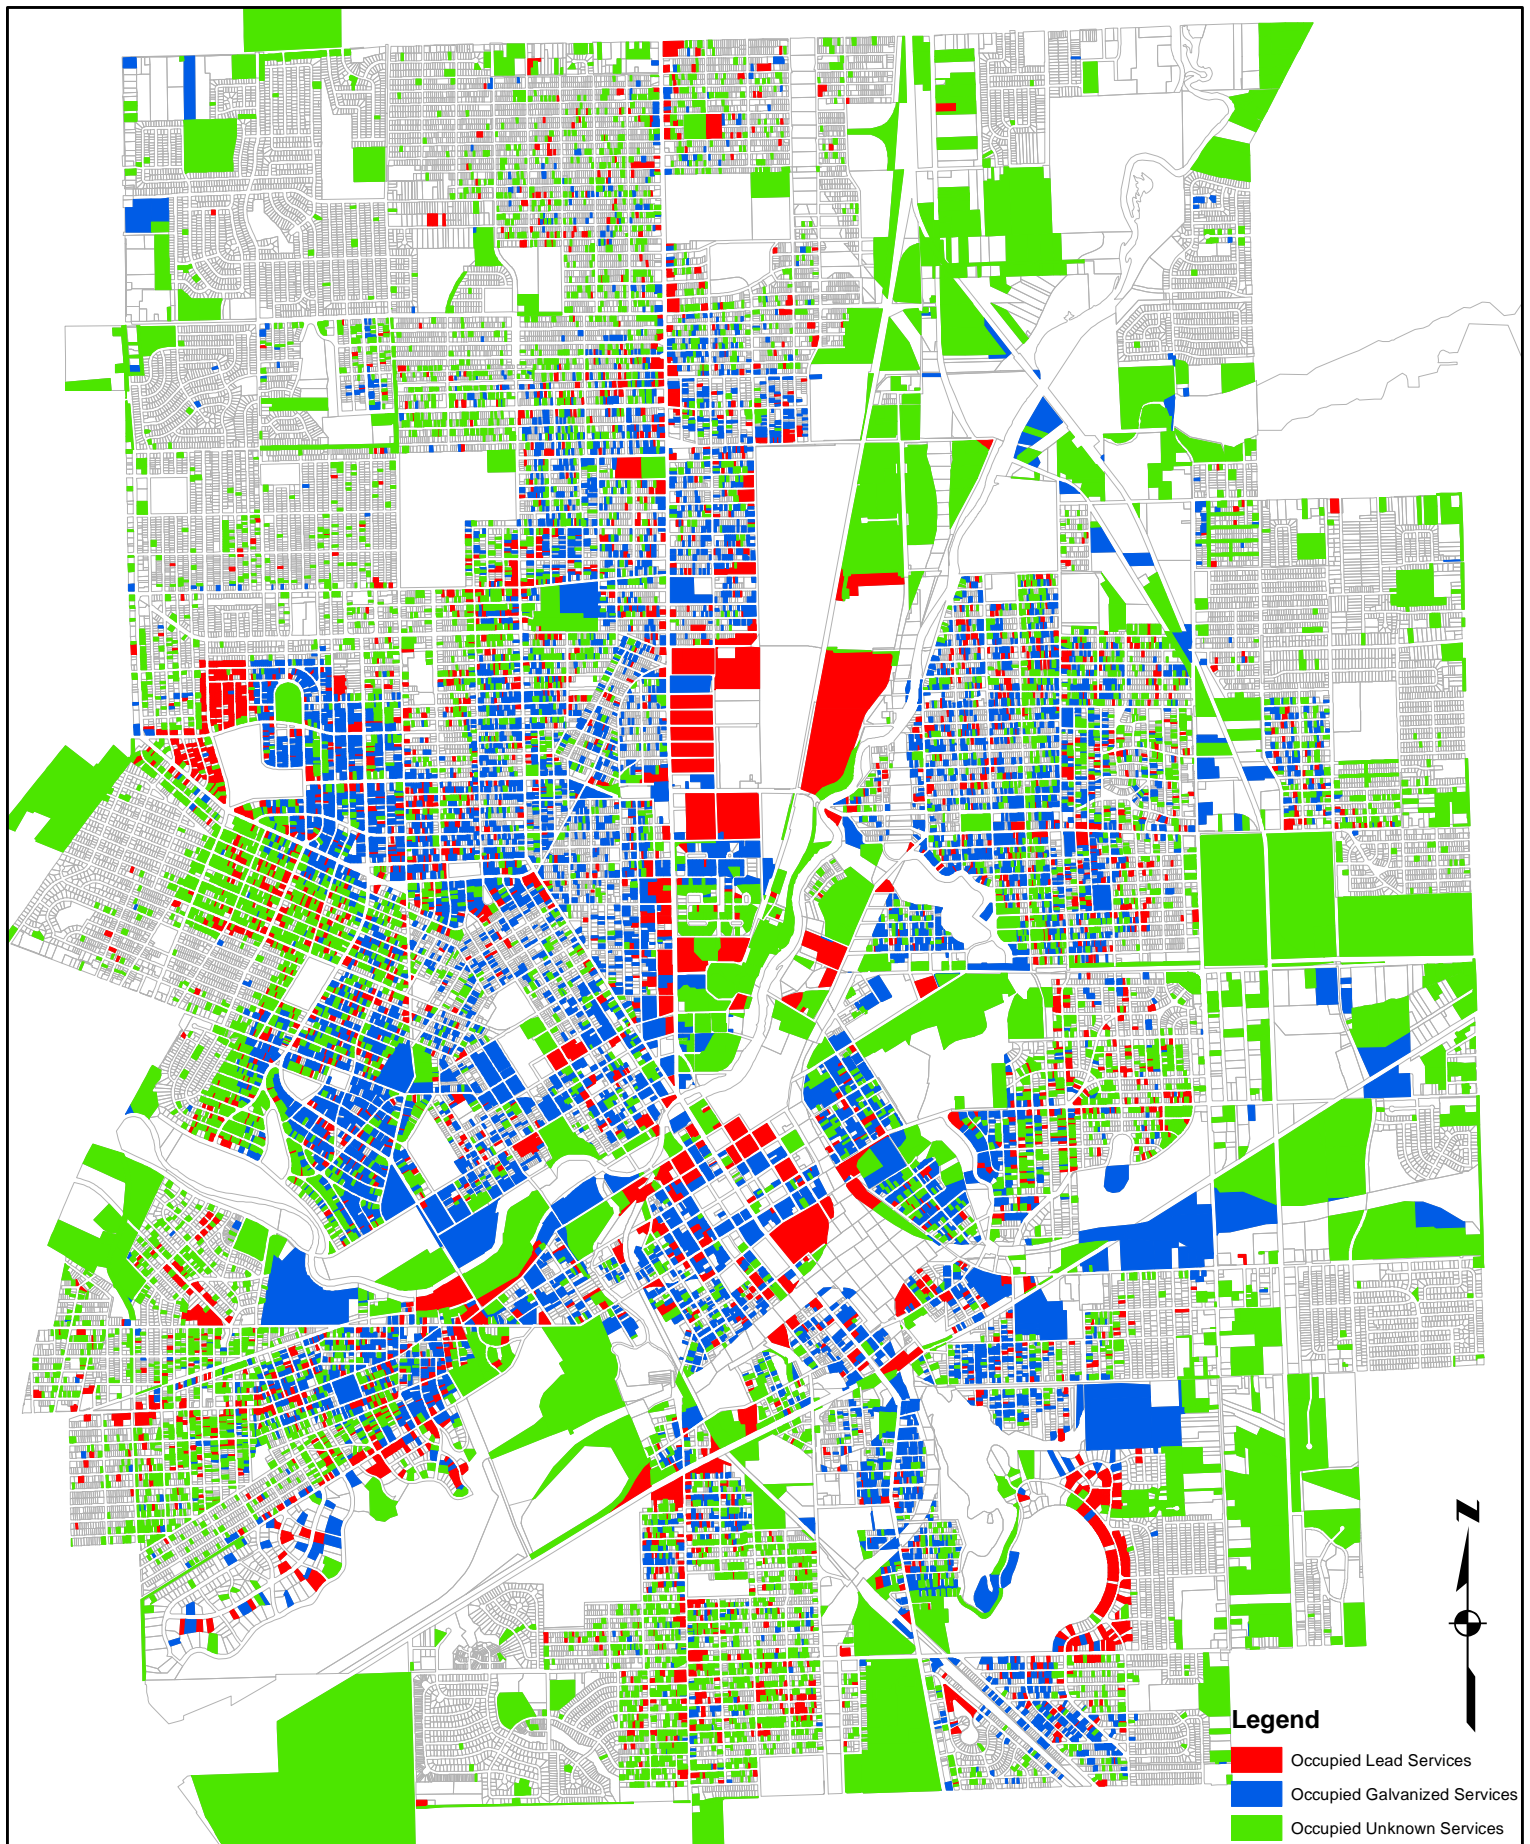 N
Legend
Occupied Lead Services
Occupied Galvanized Services
Occupied Unknown Services